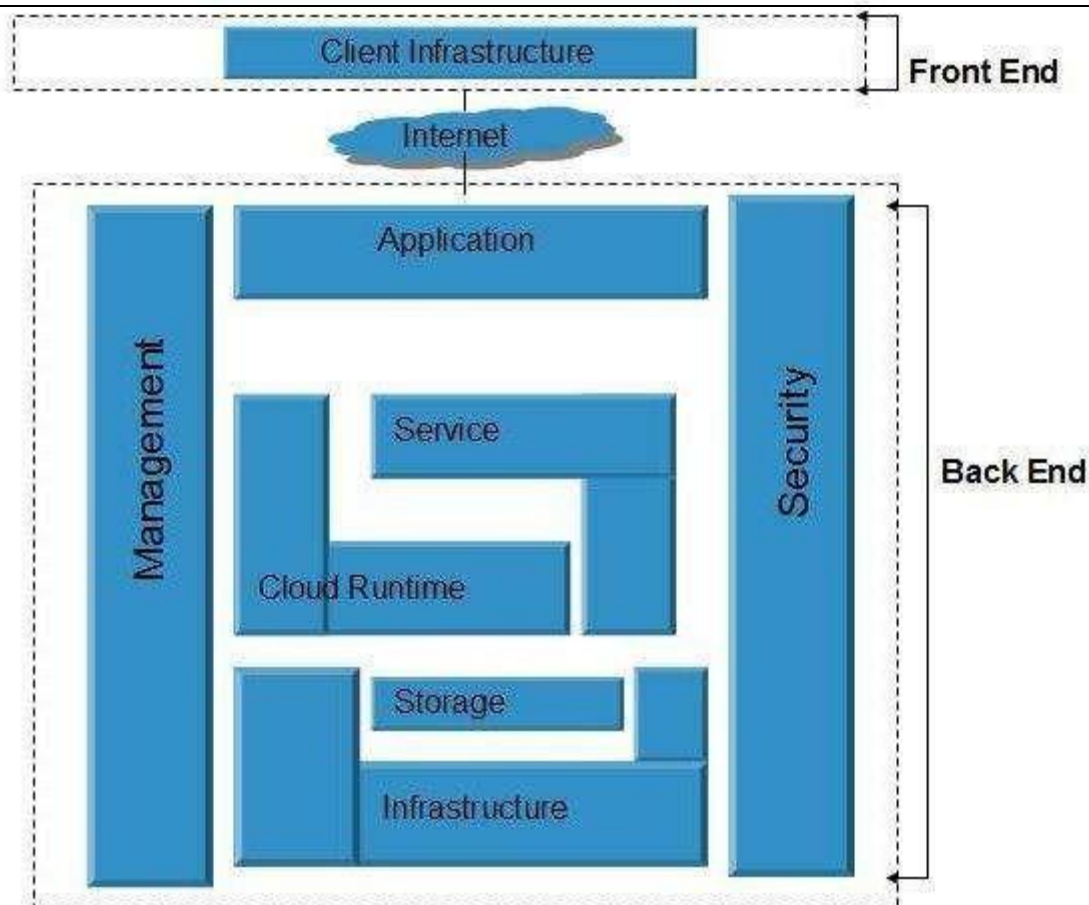 Client Infrastructure
Front End
Internet
Application
Management
Security
Service
Back End
Cloud Runtime
Storage
Infrastructure